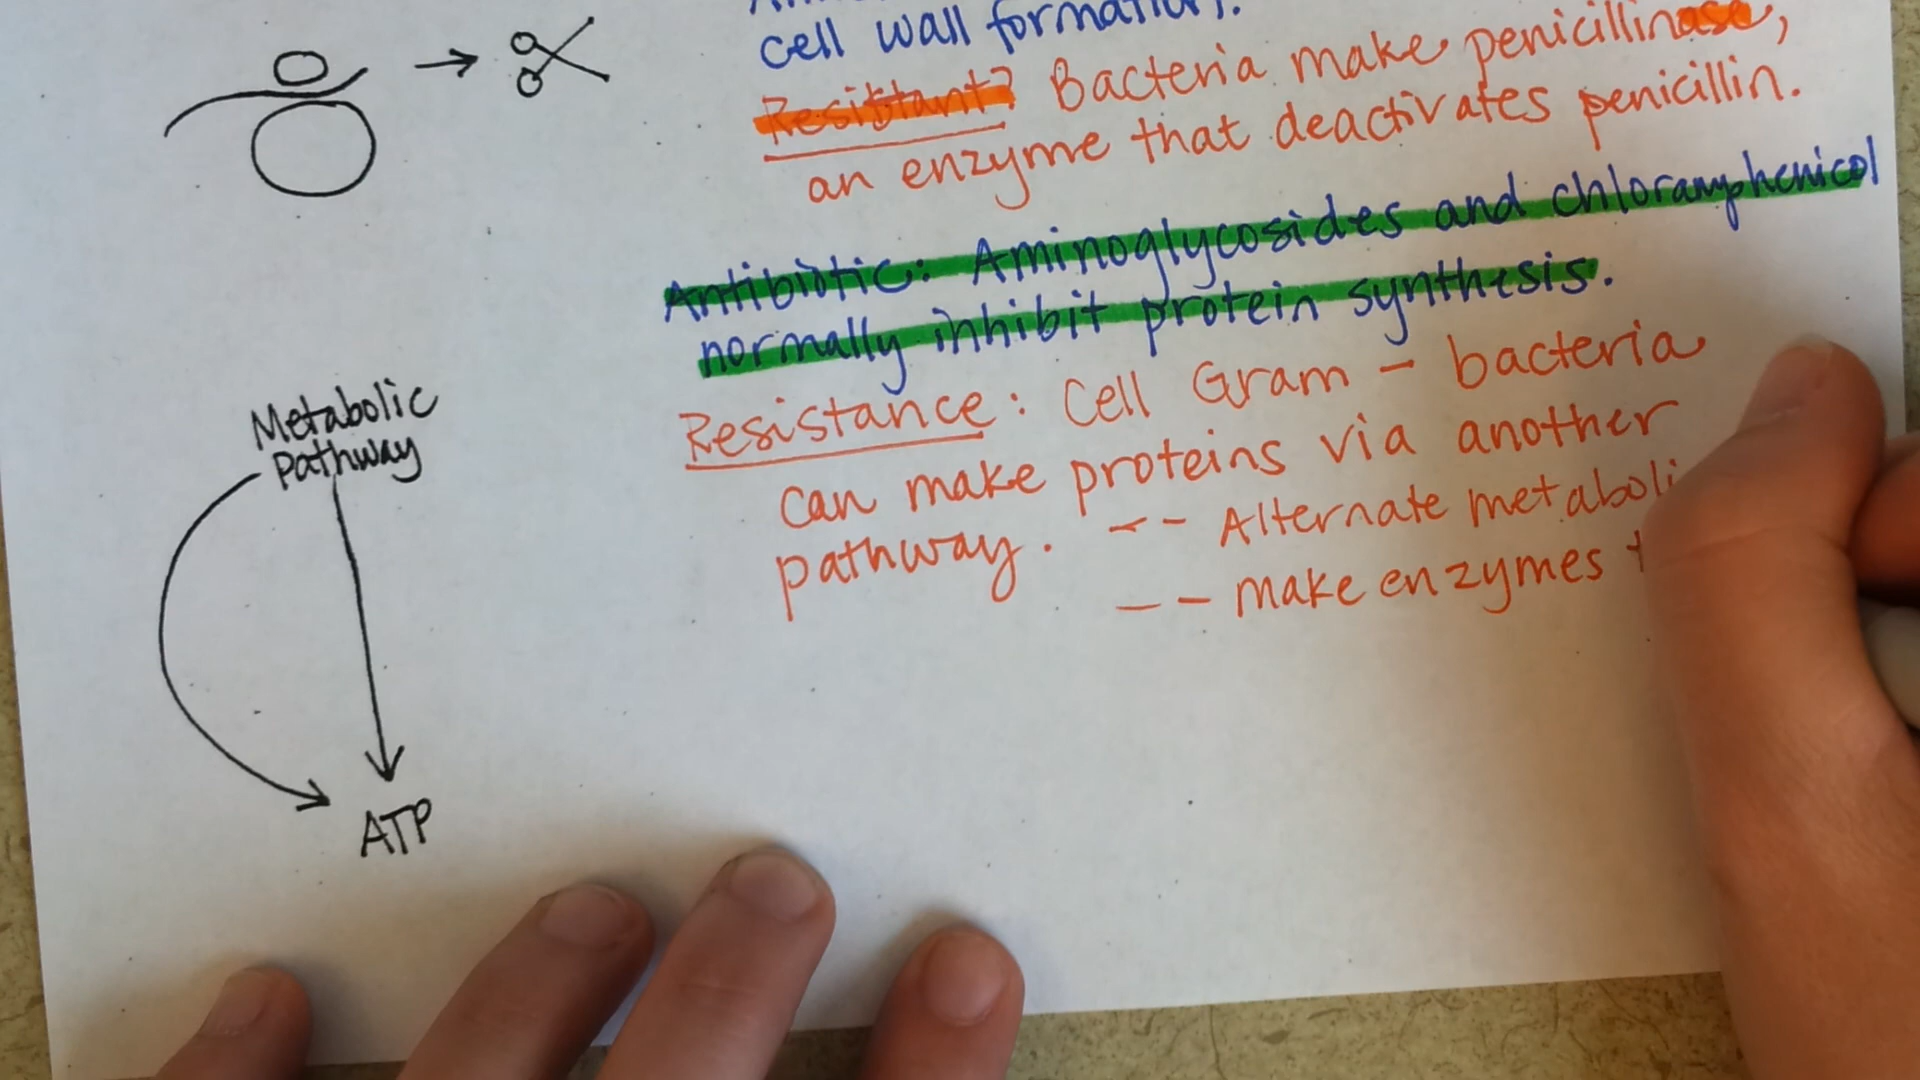 cell wall formation.
Resistant? Bacteria make penicillinase,
an enzyme that deactivates penicillin.
Antibiotic: Aminoglycosides and chloramphenicol
normally inhibit protein synthesis.
Resistance: Cell Gram - bacteria
can make proteins via another
pathway. -- Alternate metaboli
-- make enzymes t
Metabolic
Pathway
ATP